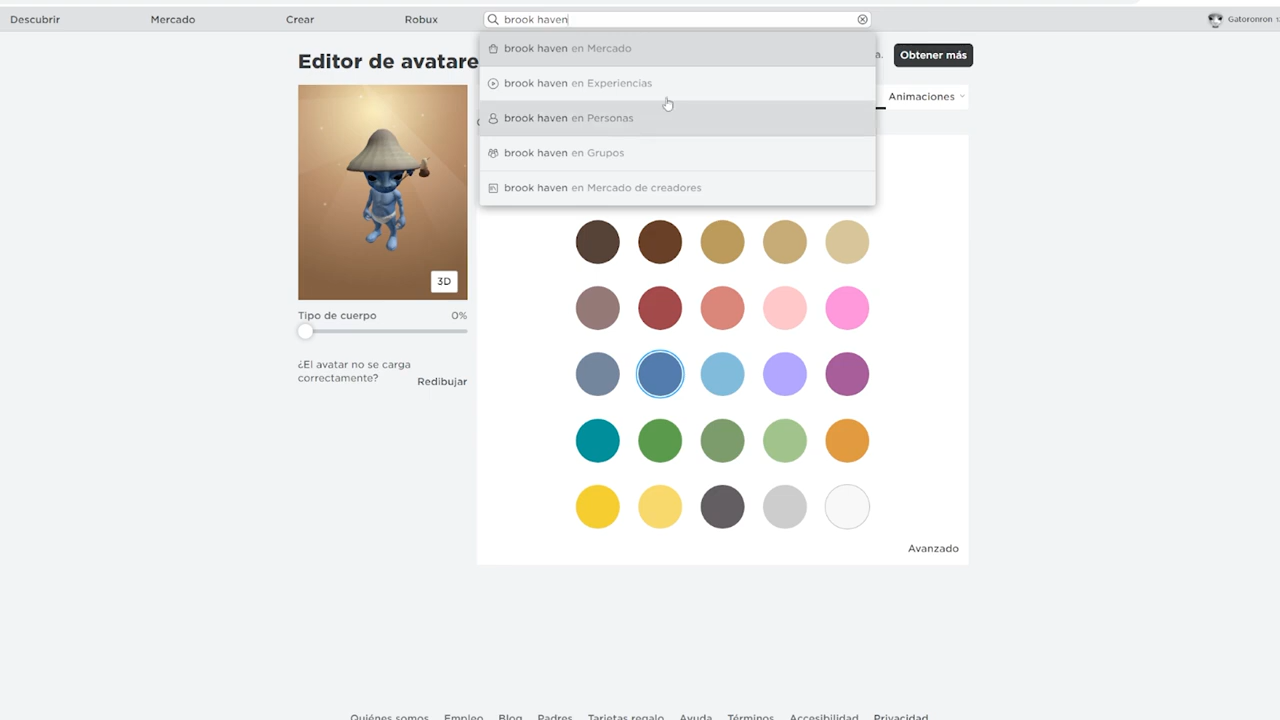 Descubrir
Mercado
Crear
Robux
brook haven
Gatoronron
Editor de avatare
a.
Obtener más
brook haven en Mercado
brook haven en Experiencias
brook haven en Personas
brook haven en Grupos
brook haven en Mercado de creadores
Animaciones
3D
Tipo de cuerpo
0%
¿El avatar no se carga
correctamente?
Redibujar
Avanzado
Quiénes somos
Empleo
Blog
Padres
Tarjetas regalo
Ayuda
Términos
Accesibilidad
Privacidad